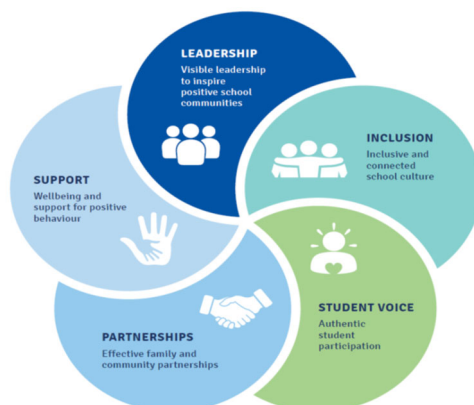 LEADERSHIP
Visible leadership
to inspire
positive school
communities
INCLUSION
Inclusive and
connected
school culture
STUDENT VOICE
Authentic
student
participation
PARTNERSHIPS
Effective family and
community partnerships
SUPPORT
Wellbeing and
support for positive
behaviour